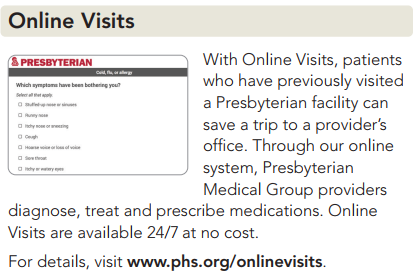 Online Visits
PRESBYTERIAN
Cold, flu, or allergy
Which symptoms have been bothering you?
Select all that apply.
Stuffed-up nose or sinuses
Runny nose
Itchy nose or sneezing
Cough
Hoarse voice or loss of voice
Sore throat
Itchy or watery eyes
With Online Visits, patients
who have previously visited
a Presbyterian facility can
save a trip to a provider's
office. Through our online
system, Presbyterian
Medical Group providers
diagnose, treat and prescribe medications. Online
Visits are available 24/7 at no cost.
For details, visit www.phs.org/onlinevisits.